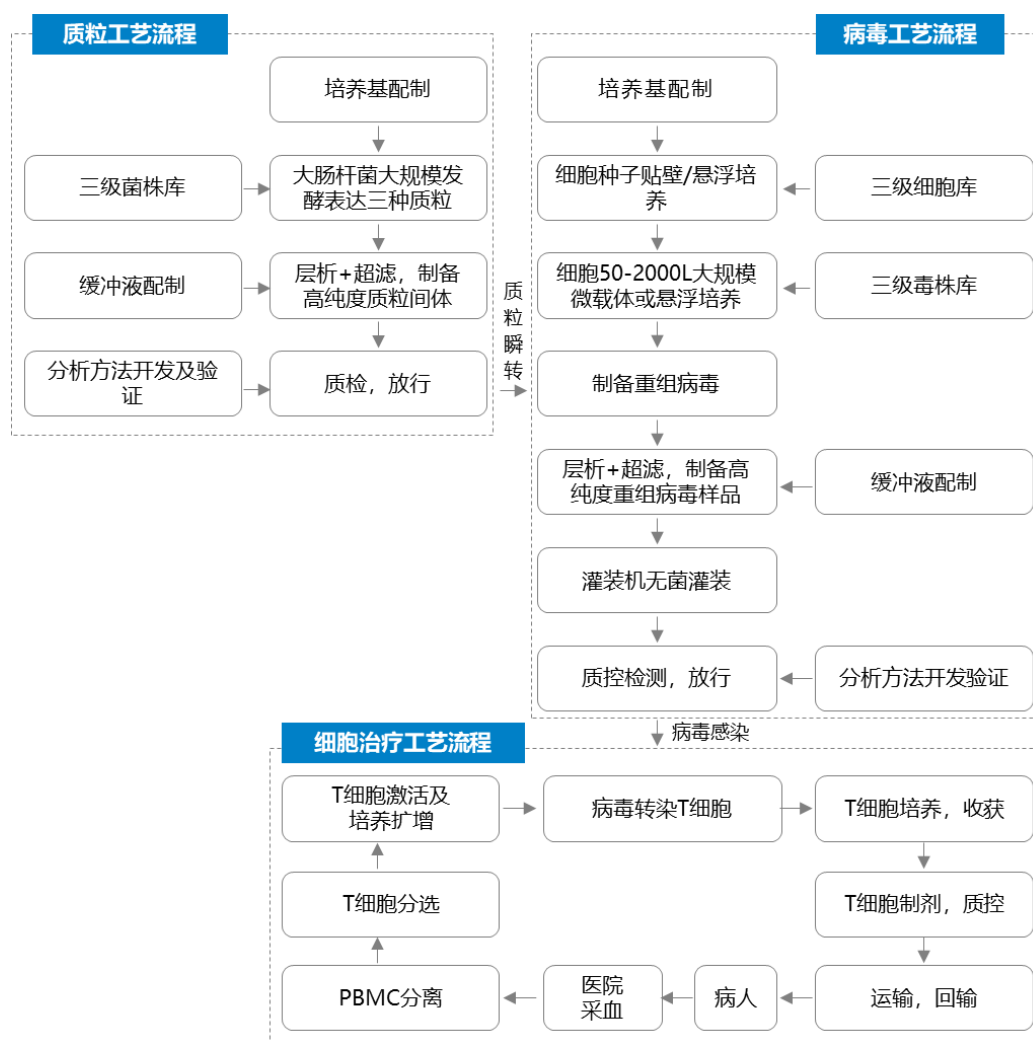 质粒工艺流程
培养基配制
三级菌株库
大肠杆菌大规模发
酵表达三种质粒
缓冲液配制
层析+超滤，制备
高纯度质粒间体
分析方法开发及验
证
质检，放行
质
粒
瞬
转
病毒工艺流程
培养基配制
细胞种子贴壁/悬浮培
养
三级细胞库
细胞50-2000L大规模
微载体或悬浮培养
三级毒株库
制备重组病毒
层析+超滤，制备高
纯度重组病毒样品
缓冲液配制
灌装机无菌灌装
质控检测，放行
分析方法开发验证
病毒感染
细胞治疗工艺流程
T细胞激活及
培养扩增
病毒转染T细胞
T细胞培养，收获
T细胞分选
T细胞制剂，质控
PBMC分离
医院
采血
病人
运输，回输